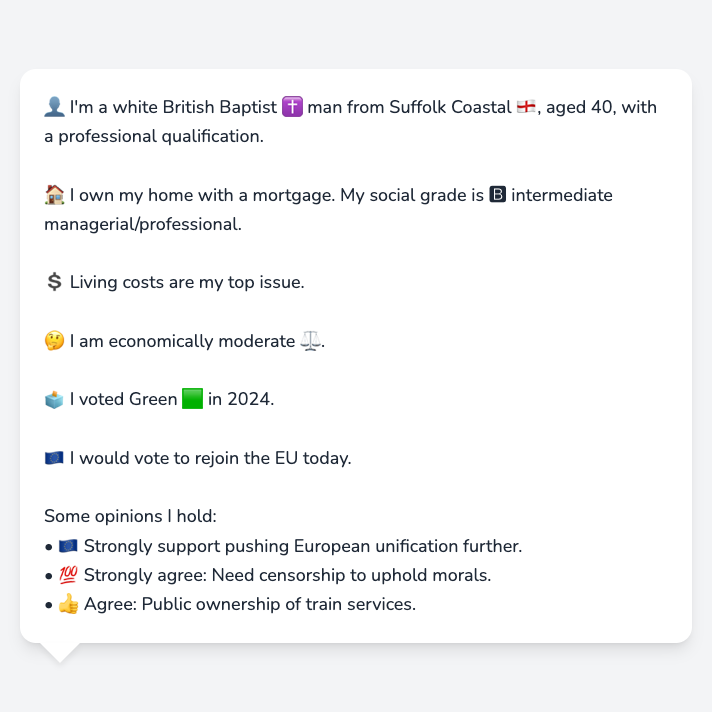 👤 I'm a white British Baptist ✝️ man from Suffolk Coastal 🏴󠁧󠁢󠁥󠁮󠁧󠁿, aged 40, with
a professional qualification.
🏠 I own my home with a mortgage. My social grade is 🅱 intermediate
managerial/professional.
💲 Living costs are my top issue.
🤔 I am economically moderate ⚖️.
🗳️ I voted Green 🟩 in 2024.
🇪🇺 I would vote to rejoin the EU today.
Some opinions I hold:
• 🇪🇺 Strongly support pushing European unification further.
• 💯 Strongly agree: Need censorship to uphold morals.
• 👍 Agree: Public ownership of train services.